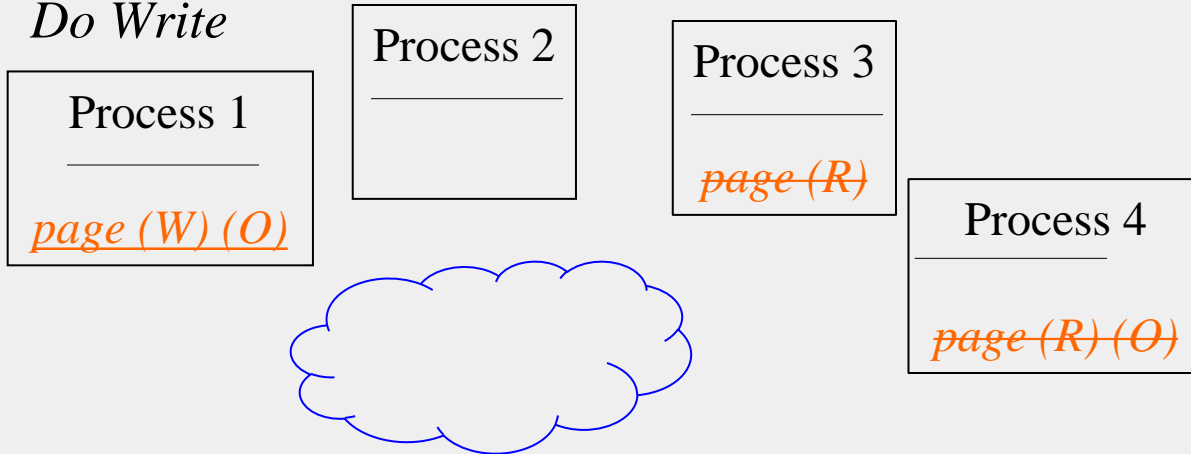 Do Write
Process 1
page (W) (O)
Process 2
Process 3
page (R)
Process 4
page (R) (O)